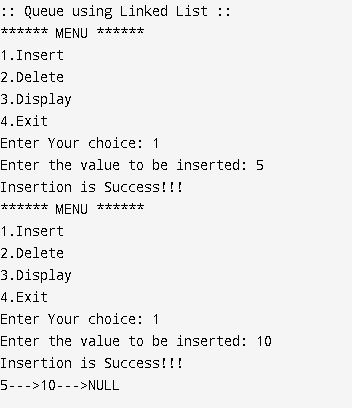 :: Queue using Linked List ::
****** MENU ******
1.Insert
2.Delete
3.Display
4.Exit
Enter Your choice: 1
Enter the value to be inserted: 5
Insertion is Success!!!
****** MENU ******
1.Insert
2.Delete
3.Display
4.Exit
Enter Your choice: 1
Enter the value to be inserted: 10
Insertion is Success!!!
5--->10--->NULL